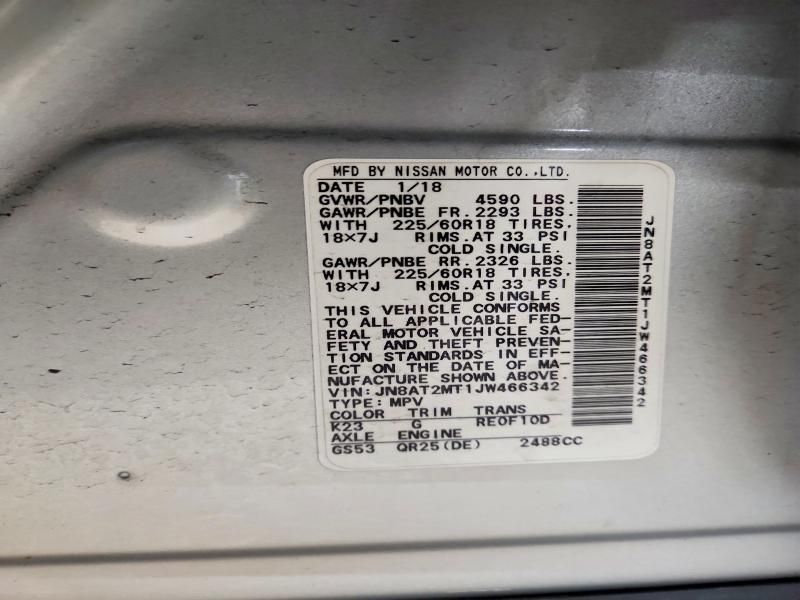 MFD BY NISSAN MOTOR CO.,LTD.
DATE 1/18
GVWR/PNBV 4590 LBS.
GAWR/PNBE FR.2293 LBS.
WITH 225/60R18 TIRES,
18×7J RIMS.AT 33 PSI
COLD SINGLE.
GAWR/PNBE RR.2326 LBS.
WITH 225/60R18 TIRES,
18×7J RIMS.AT 33 PSI
COLD SINGLE.
THIS VEHICLE CONFORMS
TO ALL APPLICABLE FED-
ERAL MOTOR VEHICLE SA-
FETY AND THEFT PREVEN-
TION STANDARDS IN EFF-
ECT ON THE DATE OF MA-
NUFACTURE SHOWN ABOVE.
VIN:JN8AT2MT1JW466342
TYPE:MPV
COLOR TRIM TRANS
K23 G RE0F10D
AXLE ENGINE
GS53 QR25(DE) 2488CC
JN8AT2MT1JW466342